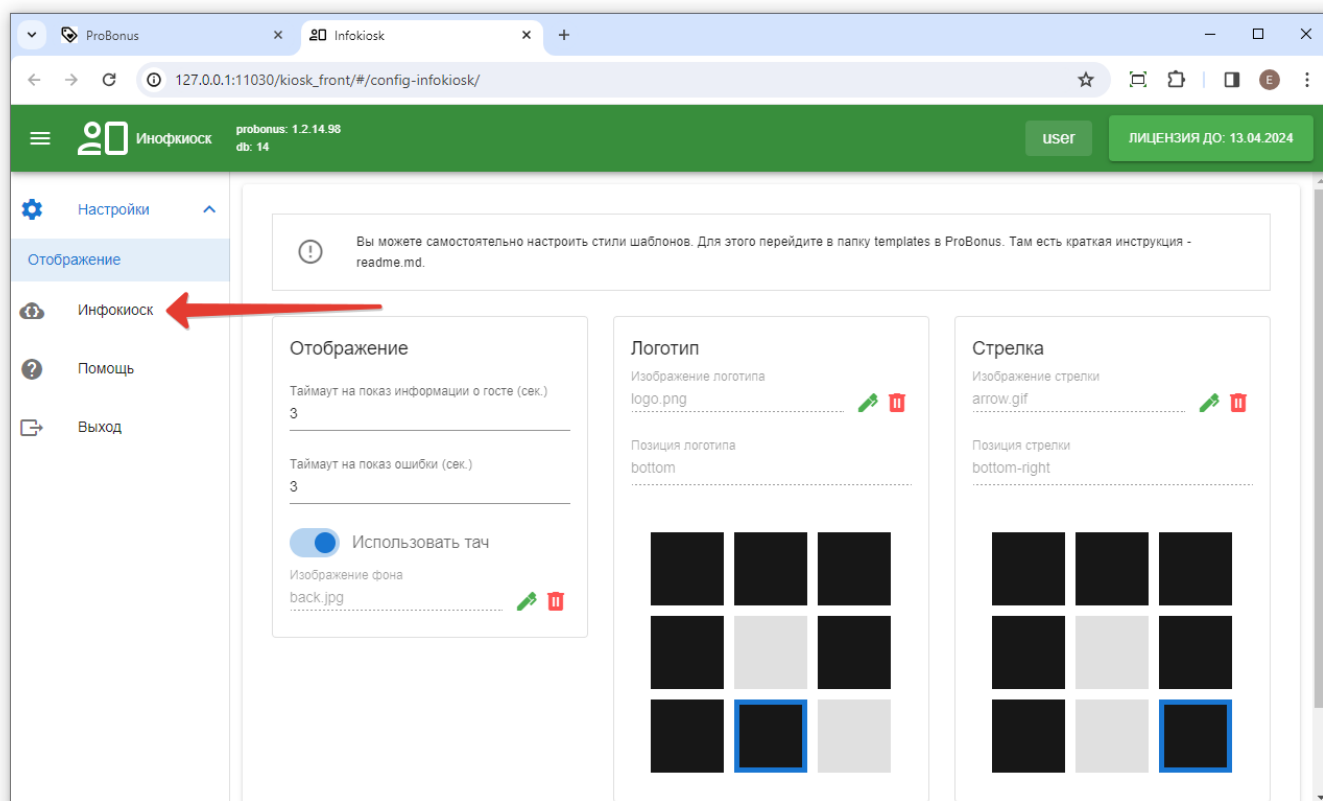 ProBonus
Infokiosk
127.0.0.1:11030/kiosk_front/#/config-infokiosk/
E
Инофкиоск
probonus: 1.2.14.98
db: 14
user
ЛИЦЕНЗИЯ ДО: 13.04.2024
Настройки
Отображение
Инфокиоск
Помощь
Выход
Вы можете самостоятельно настроить стили шаблонов. Для этого перейдите в папку templates в ProBonus. Там есть краткая инструкция -
readme.md.
Отображение
Таймаут на показ информации о госте (сек.)
3
Таймаут на показ ошибки (сек.)
3
Использовать тач
Изображение фона
back.jpg
Логотип
Изображение логотипа
logo.png
Позиция логотипа
bottom
Стрелка
Изображение стрелки
arrow.gif
Позиция стрелки
bottom-right